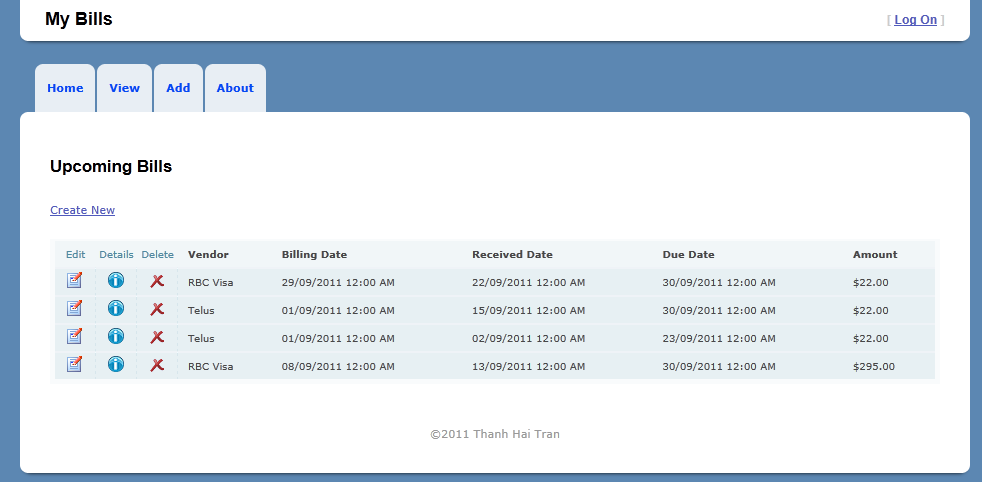 My Bills
[ Log On ]
Home View Add About
Upcoming Bills
Create New
Edit Details Delete Vendor Billing Date Received Date Due Date Amount
RBC Visa 29/09/2011 12:00 AM 22/09/2011 12:00 AM 30/09/2011 12:00 AM $22.00
Telus 01/09/2011 12:00 AM 15/09/2011 12:00 AM 30/09/2011 12:00 AM $22.00
Telus 01/09/2011 12:00 AM 02/09/2011 12:00 AM 23/09/2011 12:00 AM $22.00
RBC Visa 08/09/2011 12:00 AM 13/09/2011 12:00 AM 30/09/2011 12:00 AM $295.00
©2011 Thanh Hai Tran